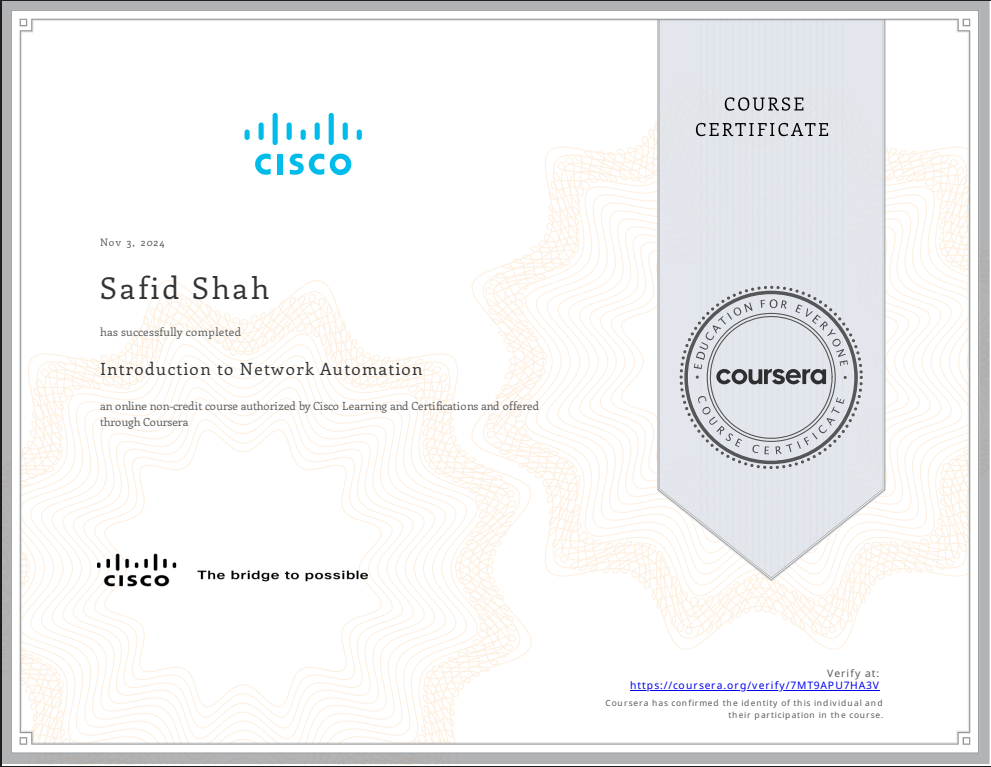 COURSE
CERTIFICATE
CISCO
Nov 3, 2024
Safid Shah
has successfully completed
Introduction to Network Automation
an online non-credit course authorized by Cisco Learning and Certifications and offered
through Coursera
EDUCATION FOR EVERYONE
coursera
COURSE CERTIFICATE
CISCO
The bridge to possible
Verify at:
https://coursera.org/verify/7MT9APU7HA3V
Coursera has confirmed the identity of this individual and
their participation in the course.